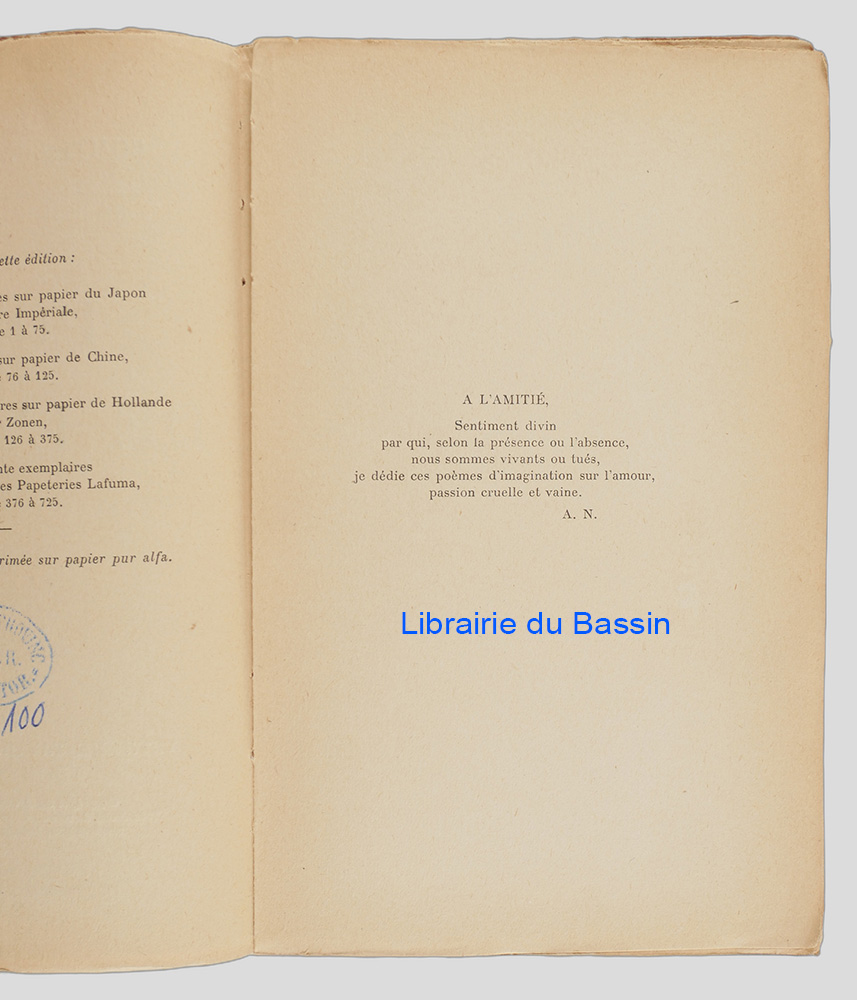 ette édition :
es sur papier du Japon
re Impériale,
e 1 à 75.
sur papier de Chine,
76 à 125.
res sur papier de Hollande
Zonen,
126 à 375.
nte exemplaires
es Papeteries Lafuma,
376 à 725.
rimée sur papier pur alfa.
100
A L'AMITIÉ,
Sentiment divin
par qui, selon la présence ou l'absence,
nous sommes vivants ou tués,
je dédie ces poèmes d'imagination sur l'amour,
passion cruelle et vaine.
A. N.
Librairie du Bassin